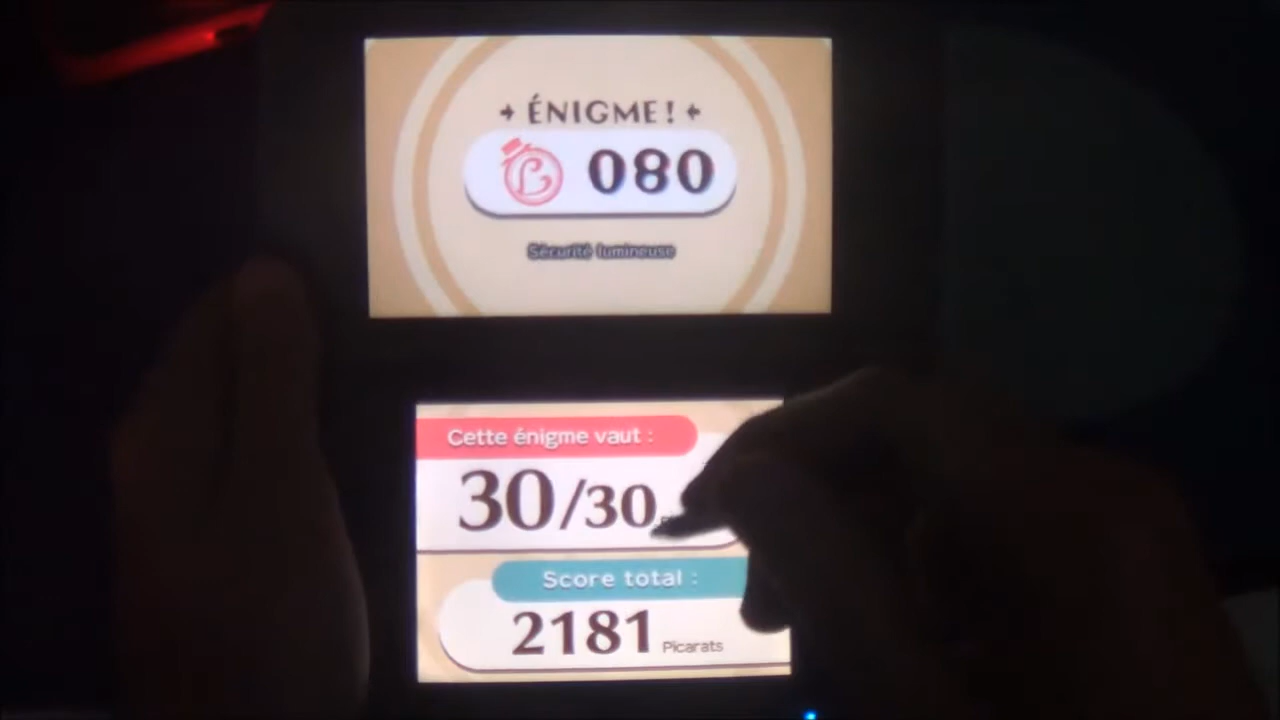 ÉNIGME!
L 080
Sécurité lumineuse
Cette énigme vaut :
30/30
Score total :
2181 Picarats